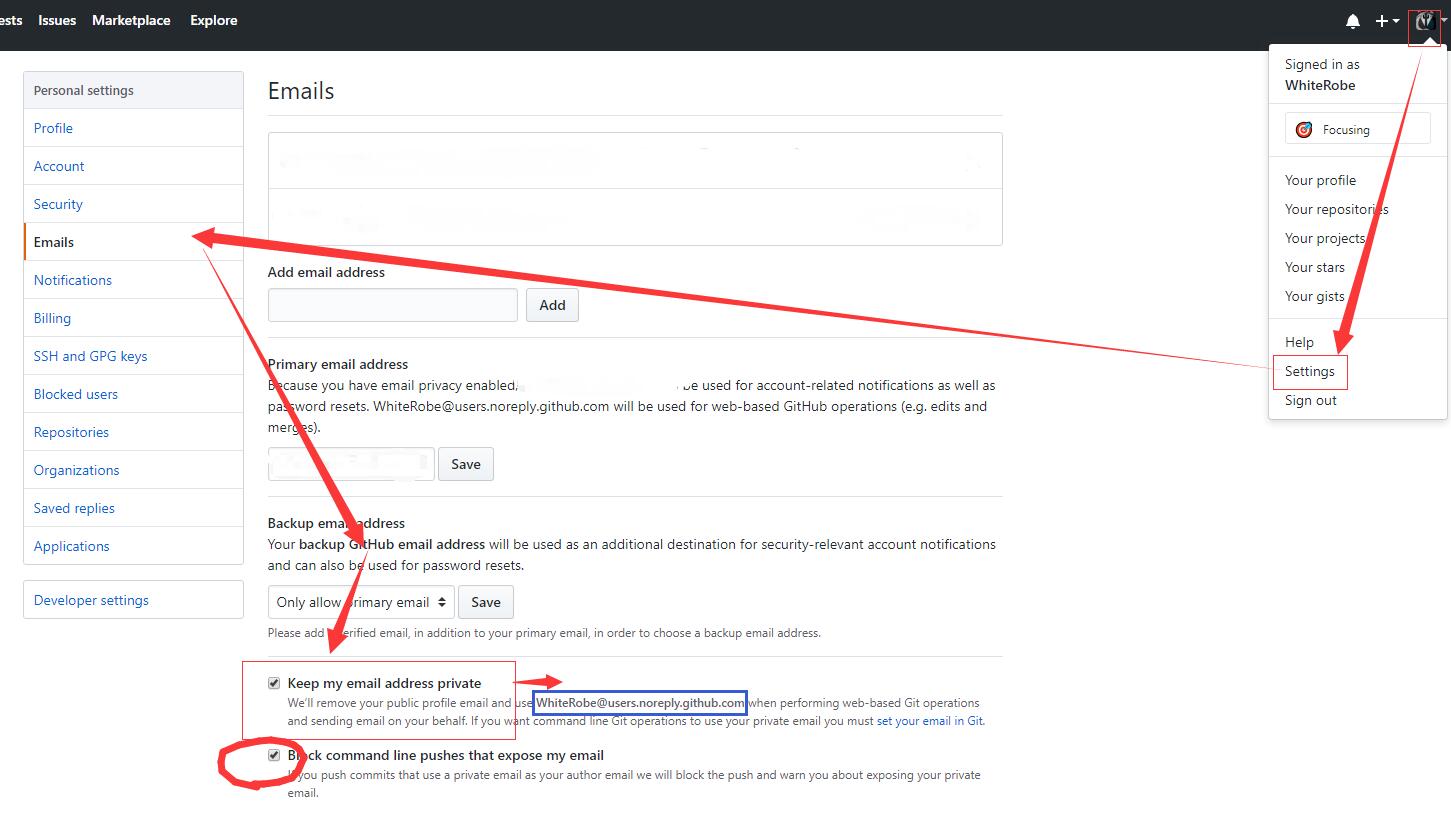 ests Issues Marketplace Explore
Signed in as
WhiteRobe
Focusing
Your profile
Your repositories
Your projects
Your stars
Your gists
Help
Settings
Sign out
Personal settings
Profile
Account
Security
Emails
Notifications
Billing
SSH and GPG keys
Blocked users
Repositories
Organizations
Saved replies
Applications
Developer settings
Emails
Add email address
Add
Primary email address
Because you have email privacy enabled, be used for account-related notifications as well as
password resets. WhiteRobe@users.noreply.github.com will be used for web-based GitHub operations (e.g. edits and
merges).
Save
Backup email address
Your backup GitHub email address will be used as an additional destination for security-relevant account notifications
and can also be used for password resets.
Only allow primary email
Save
Please add a verified email, in addition to your primary email, in order to choose a backup email address.
Keep my email address private
We'll remove your public profile email and use WhiteRobe@users.noreply.github.com when performing web-based Git operations
and sending email on your behalf. If you want command line Git operations to use your private email you must set your email in Git.
Block command line pushes that expose my email
If you push commits that use a private email as your author email we will block the push and warn you about exposing your private
email.